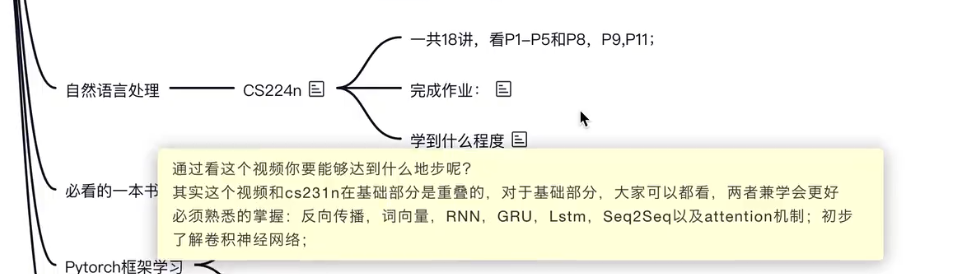 一共18讲，看P1-P5和P8，P9,P11；
自然语言处理
CS224n
完成作业：
学到什么程度
通过看这个视频你要能够达到什么地步呢？
其实这个视频和cs231n在基础部分是重叠的，对于基础部分，大家可以都看，两者兼学会更好
必须熟悉的掌握：反向传播，词向量，RNN，GRU，Lstm，Seq2Seq以及attention机制；初步
了解卷积神经网络；
必看的一本书
Pytorch框架学习